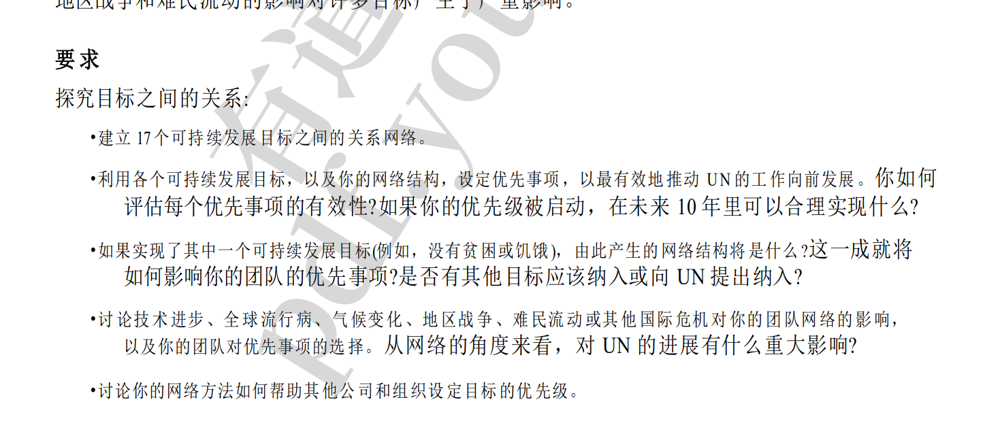 地区战争和难民流动的影响对许多目标产生了严重影响。
要求
探究目标之间的关系:
•建立 17个可持续发展目标之间的关系网络。
•利用各个可持续发展目标，以及你的网络结构，设定优先事项，以最有效地推动 UN的工作向前发展。你如何
评估每个优先事项的有效性?如果你的优先级被启动，在未来 10 年里可以合理实现什么?
•如果实现了其中一个可持续发展目标(例如，没有贫困或饥饿)，由此产生的网络结构将是什么?这一成就将
如何影响你的团队的优先事项?是否有其他目标应该纳入或向 UN 提出纳入?
•讨论技术进步、全球流行病、气候变化、地区战争、难民流动或其他国际危机对你的团队网络的影响，
以及你的团队对优先事项的选择。从网络的角度来看，对 UN 的进展有什么重大影响?
•讨论你的网络方法如何帮助其他公司和组织设定目标的优先级。
有道
pdf.you